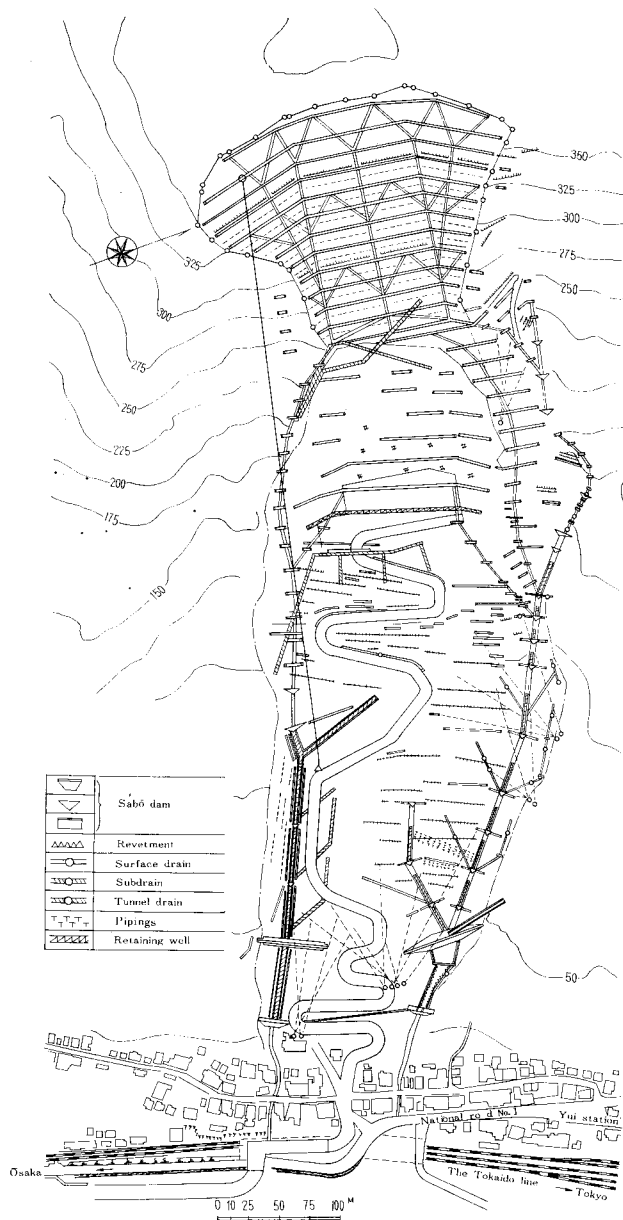 350
325
300
275
250
325
300
275
250
225
200
175
150
Sabō dam
Revetment
Surface drain
Subdrain
Tunnel drain
Pipings
Retaining well
50
National ro d No. 1
Yui station
Ōsaka
The Tokaido line
Tokyo
0 10 25 50 75 100 M